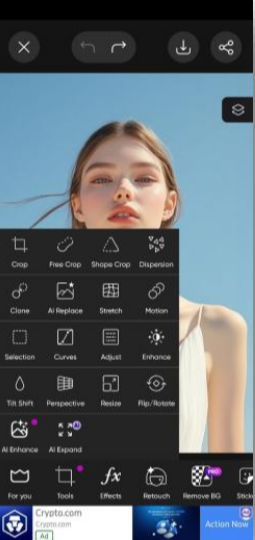 Crop Free Crop Shape Crop Dispersion
Clone AI Replace Stretch Motion
Selection Curves Adjust Enhance
Tilt Shift Perspective Resize Flip/Rotate
AI
AI Enhance AI Expand
PRO
For you Tools fx Effects Retouch Remove BG Sticke
Crypto.com
Crypto.com
Ad
Action Now